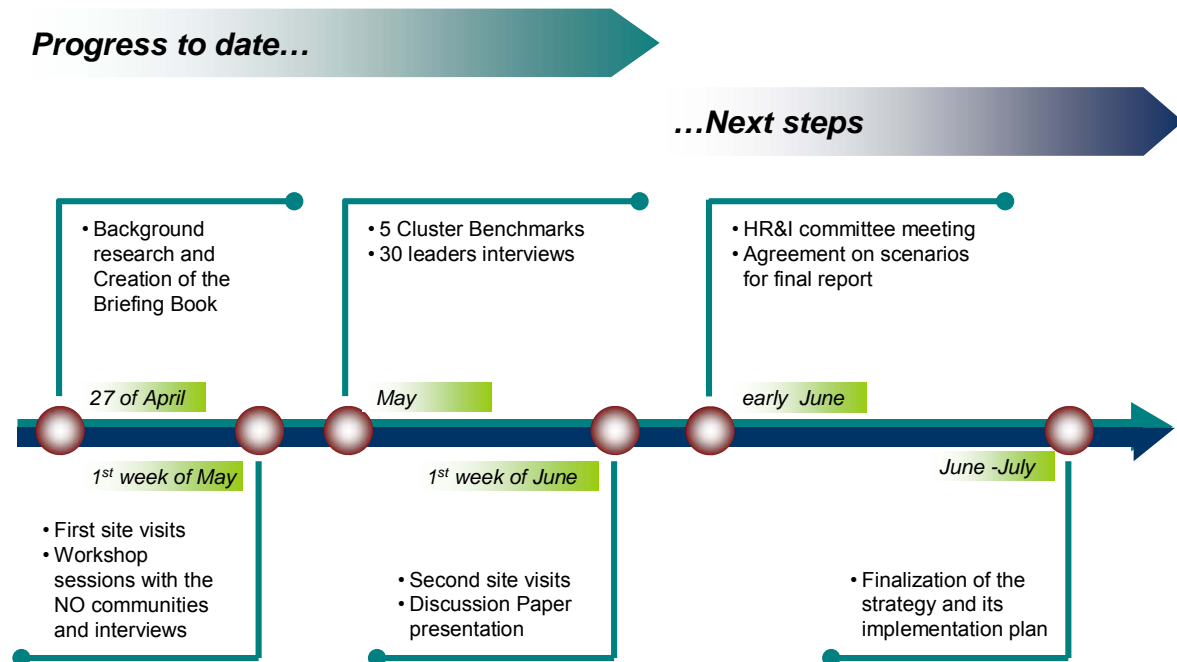 Progress to date…
…Next steps
• Background
research and
Creation of the
Briefing Book
• 5 Cluster Benchmarks
• 30 leaders interviews
• HR&I committee meeting
• Agreement on scenarios
for final report
27 of April
May
early June
1st week of May
1st week of June
June -July
• First site visits
• Workshop
sessions with the
NO communities
and interviews
• Second site visits
• Discussion Paper
presentation
• Finalization of the
strategy and its
implementation plan